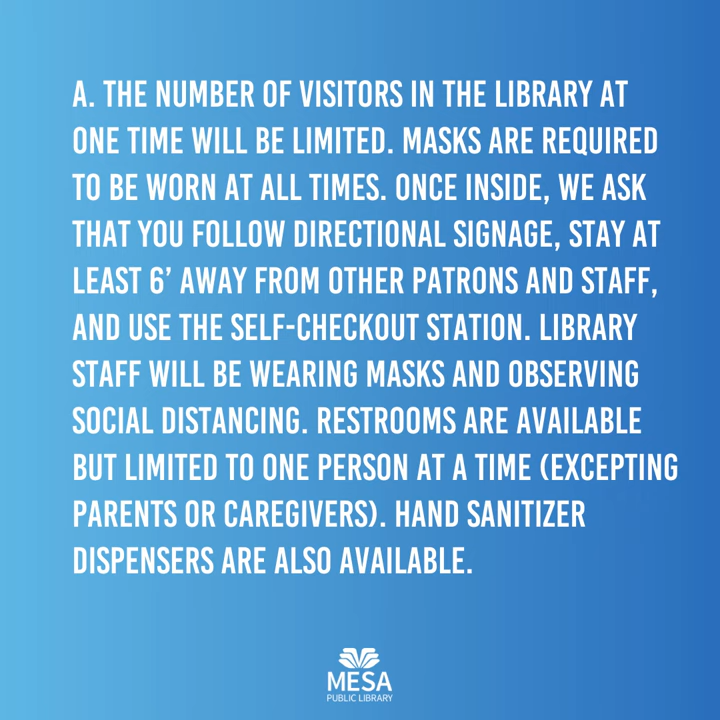 A. THE NUMBER OF VISITORS IN THE LIBRARY AT
ONE TIME WILL BE LIMITED. MASKS ARE REQUIRED
TO BE WORN AT ALL TIMES. ONCE INSIDE, WE ASK
THAT YOU FOLLOW DIRECTIONAL SIGNAGE, STAY AT
LEAST 6' AWAY FROM OTHER PATRONS AND STAFF,
AND USE THE SELF-CHECKOUT STATION. LIBRARY
STAFF WILL BE WEARING MASKS AND OBSERVING
SOCIAL DISTANCING. RESTROOMS ARE AVAILABLE
BUT LIMITED TO ONE PERSON AT A TIME (EXCEPTING
PARENTS OR CAREGIVERS). HAND SANITIZER
DISPENSERS ARE ALSO AVAILABLE.
MESA
PUBLIC LIBRARY